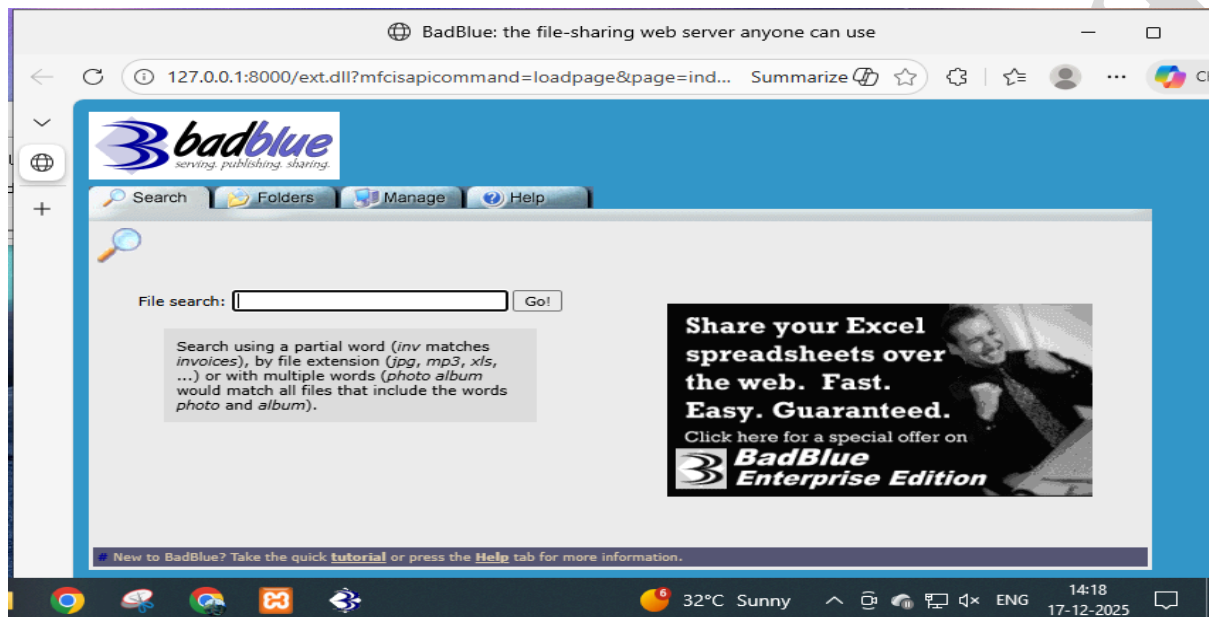 BadBlue: the file-sharing web server anyone can use
127.0.0.1:8000/ext.dll?mfcisapicommand=loadpage&page=ind... Summarize
badblue
serving. publishing. sharing.
Search Folders Manage Help
File search: Go!
Search using a partial word (inv matches
invoices), by file extension (jpg, mp3, xls,
...) or with multiple words (photo album
would match all files that include the words
photo and album).
Share your Excel
spreadsheets over
the web. Fast.
Easy. Guaranteed.
Click here for a special offer on
BadBlue
Enterprise Edition
# New to BadBlue? Take the quick tutorial or press the Help tab for more information.
6 32°C Sunny ENG 14:18
17-12-2025